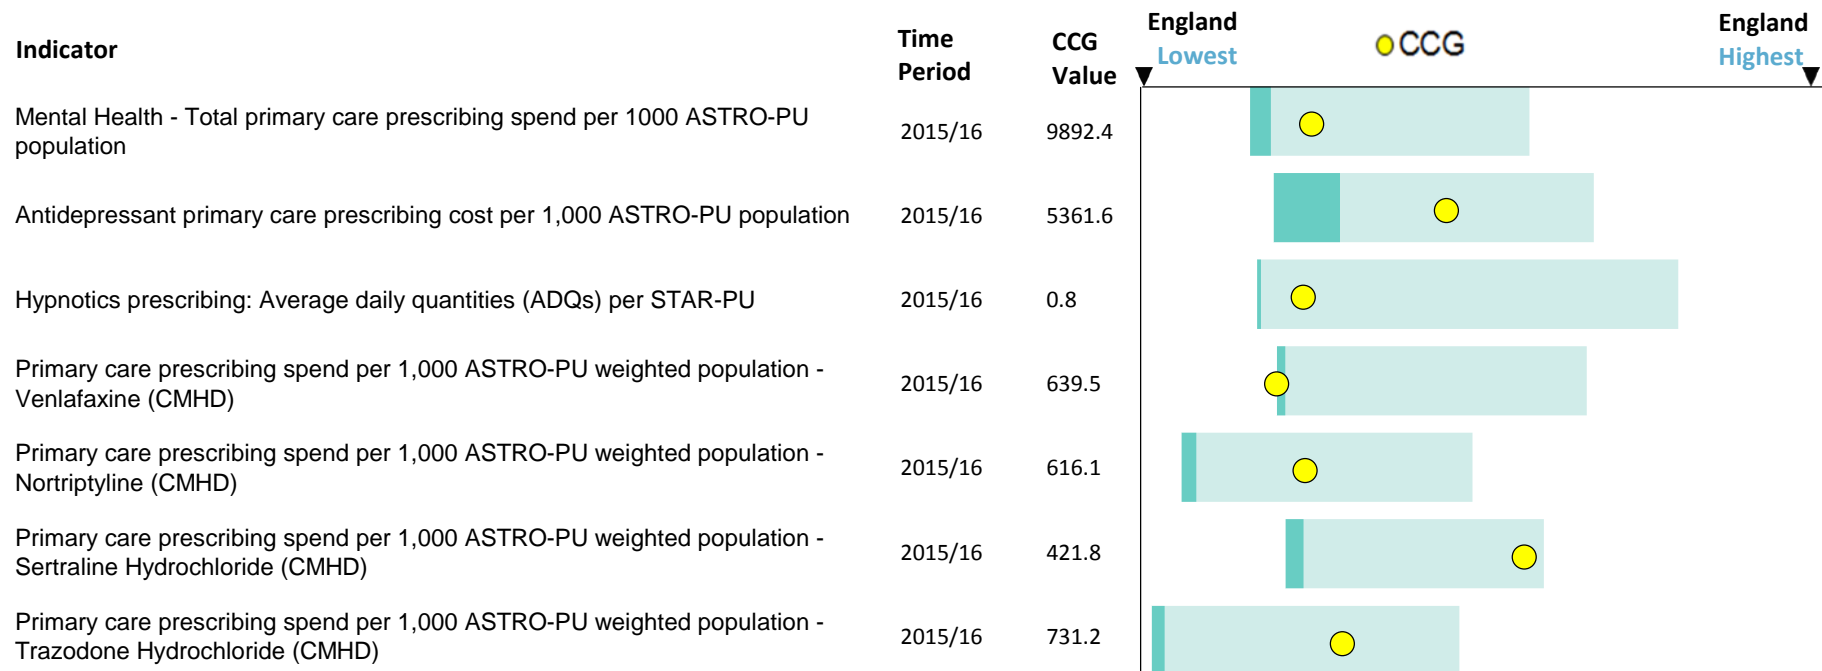 Indicator
Time
Period
CCG
Value
England
Lowest
CCG
England
Highest
Mental Health - Total primary care prescribing spend per 1000 ASTRO-PU
population
2015/16
9892.4
Antidepressant primary care prescribing cost per 1,000 ASTRO-PU population
2015/16
5361.6
Hypnotics prescribing: Average daily quantities (ADQs) per STAR-PU
2015/16
0.8
Primary care prescribing spend per 1,000 ASTRO-PU weighted population -
Venlafaxine (CMHD)
2015/16
639.5
Primary care prescribing spend per 1,000 ASTRO-PU weighted population -
Nortriptyline (CMHD)
2015/16
616.1
Primary care prescribing spend per 1,000 ASTRO-PU weighted population -
Sertraline Hydrochloride (CMHD)
2015/16
421.8
Primary care prescribing spend per 1,000 ASTRO-PU weighted population -
Trazodone Hydrochloride (CMHD)
2015/16
731.2